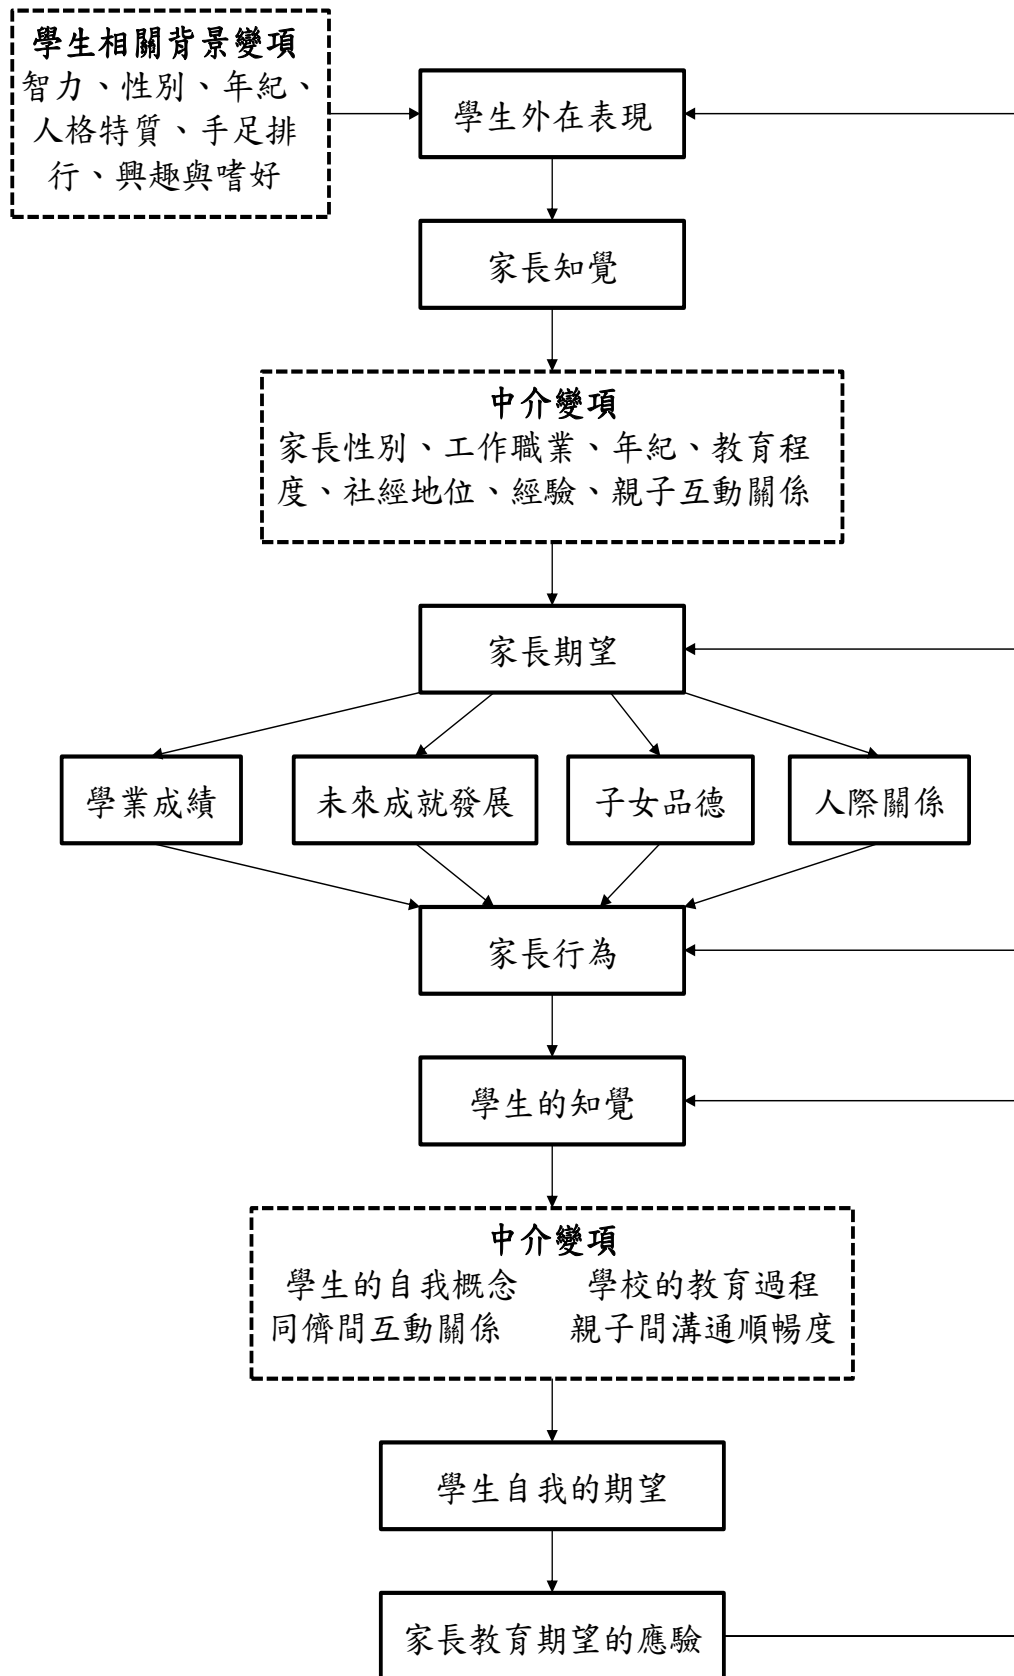 學生相關背景變項
智力、性別、年紀、
人格特質、手足排
行、興趣與嗜好
學生外在表現
家長知覺
中介變項
家長性別、工作職業、年紀、教育程
度、社經地位、經驗、親子互動關係
家長期望
學業成績
未來成就發展
子女品德
人際關係
家長行為
學生的知覺
中介變項
學生的自我概念 學校的教育過程
同儕間互動關係 親子間溝通順暢度
學生自我的期望
家長教育期望的應驗